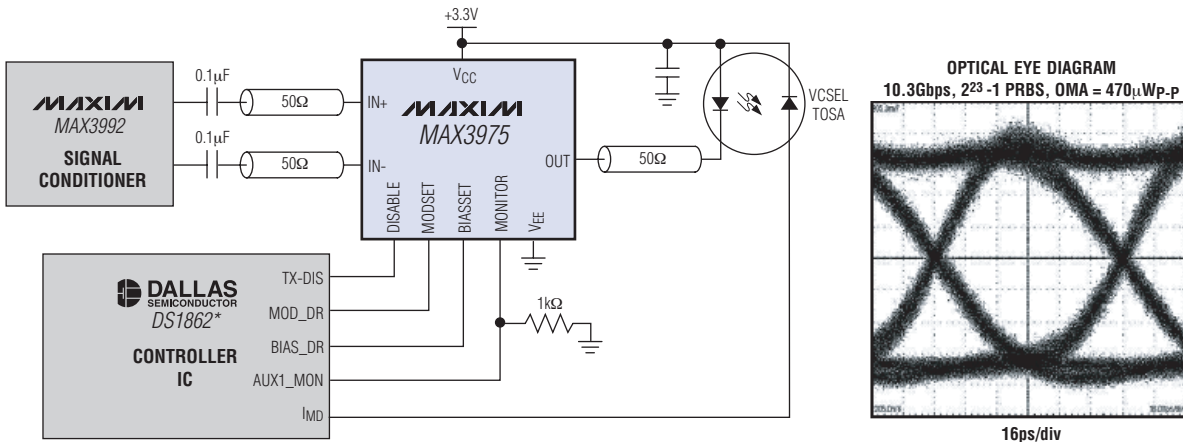 +3.3V
MAXIM
MAX3992
SIGNAL
CONDITIONER
0.1µF
50Ω
0.1µF
50Ω
VCC
IN+
IN-
MAXIM
MAX3975
OUT
DISABLE
MODSET
BIASSET
MONITOR
VEE
50Ω
VCSEL
TOSA
DALLAS
SEMICONDUCTOR
DS1862*
CONTROLLER
IC
TX-DIS
MOD_DR
BIAS_DR
AUX1_MON
IMD
1kΩ
OPTICAL EYE DIAGRAM
10.3Gbps, 2²³ -1 PRBS, OMA = 470µWP-P
16ps/div